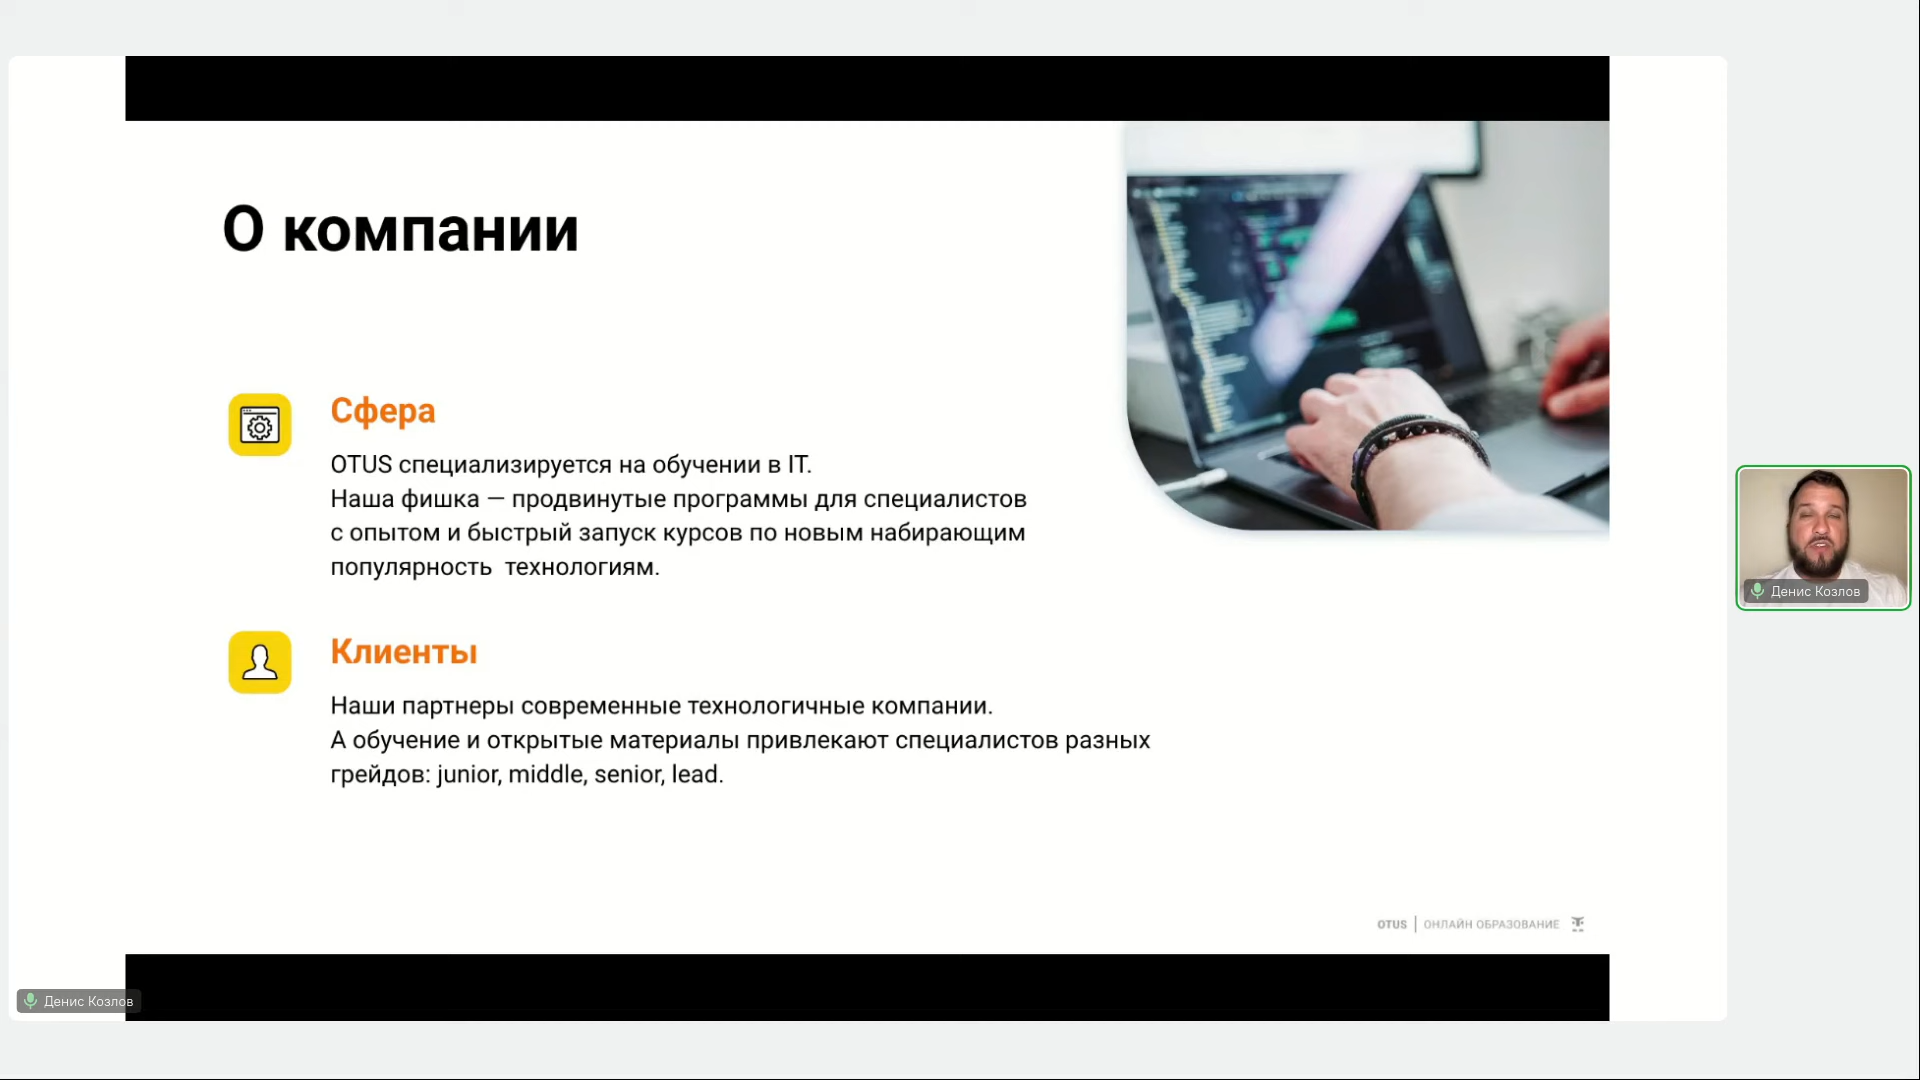 О компании
Сфера
OTUS специализируется на обучении в IT.
Наша фишка — продвинутые программы для специалистов
с опытом и быстрый запуск курсов по новым набирающим
популярность  технологиям.
Клиенты
Наши партнеры современные технологичные компании.
А обучение и открытые материалы привлекают специалистов разных
грейдов: junior, middle, senior, lead.
OTUS | ОНЛАЙН ОБРАЗОВАНИЕ
Денис Козлов
Денис Козлов